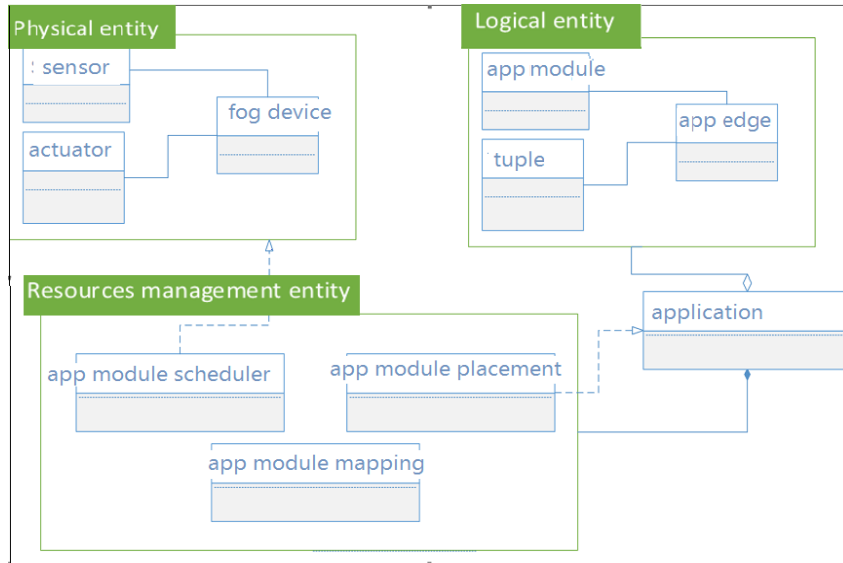 Physical entity
sensor
fog device
actuator
Logical entity
app module
app edge
tuple
Resources management entity
app module scheduler
app module placement
app module mapping
application